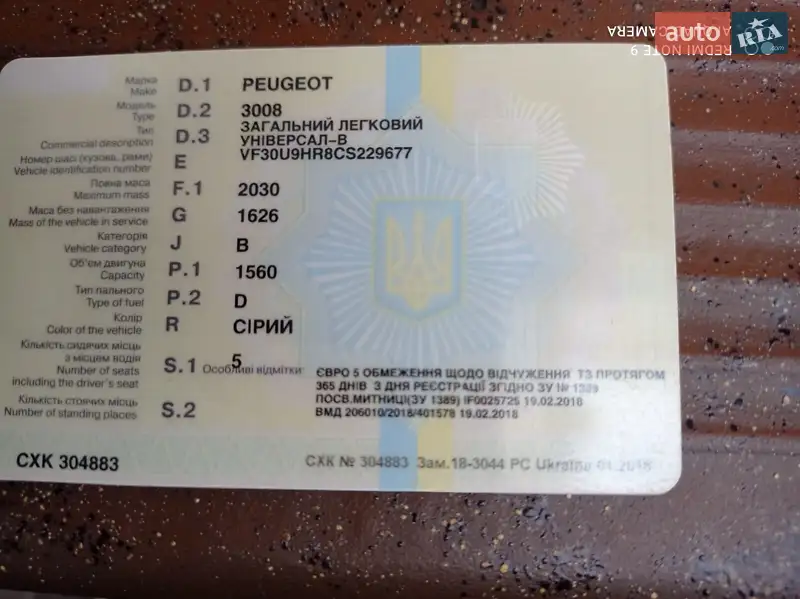 auto RIA
REDMI NOTE 9
Марка
Make D.1 PEUGEOT
Модель
Type D.2 3008
Тип
Commercial description D.3 ЗАГАЛЬНИЙ ЛЕГКОВИЙ
УНІВЕРСАЛ-В
Номер шасі (кузова, рами)
Vehicle identification number E VF30U9HR8CS229677
Повна маса
Maximum mass F.1 2030
Маса без навантаження
Mass of the vehicle in service G 1626
Категорія
Vehicle category J B
Об'єм двигуна
Capacity P.1 1560
Тип пального
Type of fuel P.2 D
Колір
Color of the vehicle R СІРИЙ
Кількість сидячих місць
з місцем водія
Number of seats
including the driver's seat S.1 5
Кількість стоячих місць
Number of standing places S.2
Особливі відмітки
ЄВРО 5 ОБМЕЖЕННЯ ЩОДО ВІДЧУЖЕННЯ ТЗ ПРОТЯГОМ
365 ДНІВ З ДНЯ РЕЄСТРАЦІЇ ЗГІДНО ЗУ № 1389
ПОСВ.МИТНИЦІ(ЗУ 1389) IF0025725 19.02.2018
ВМД 206010/2018/401578 19.02.2018
СХК 304883
СХК № 304883 Зам.18-3044 PC Ukraine 01.2018